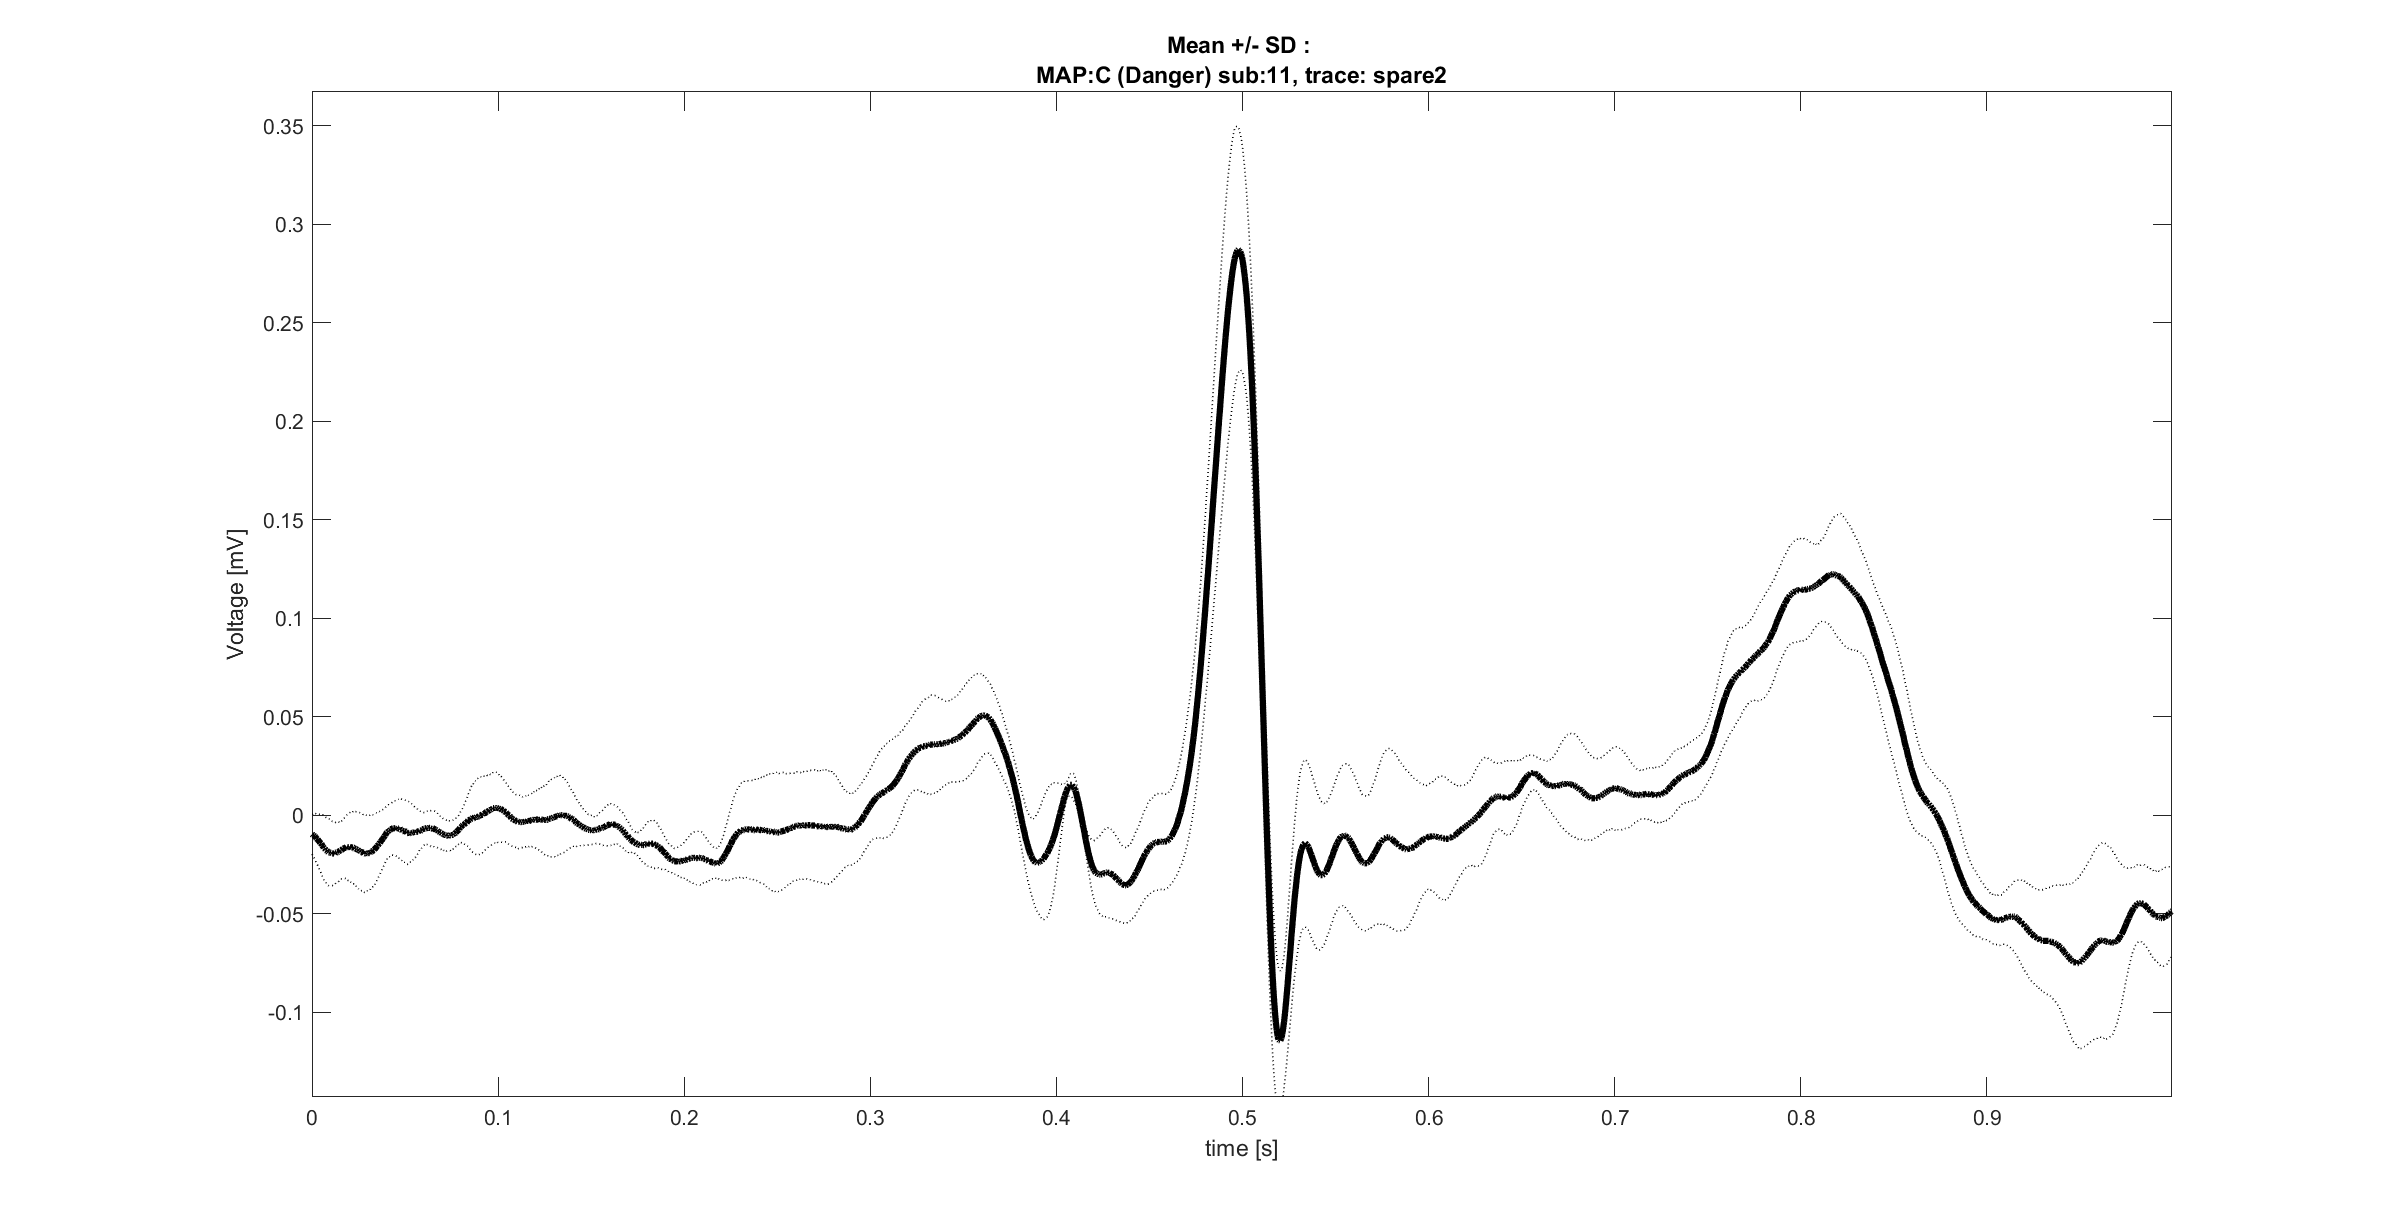 Mean +/- SD :
MAP:C (Danger) sub:11, trace: spare2
0.35
0.3
0.25
0.2
0.15
0.1
0.05
0
-0.05
-0.1
Voltage [mV]
0 0.1 0.2 0.3 0.4 0.5 0.6 0.7 0.8 0.9
time [s]